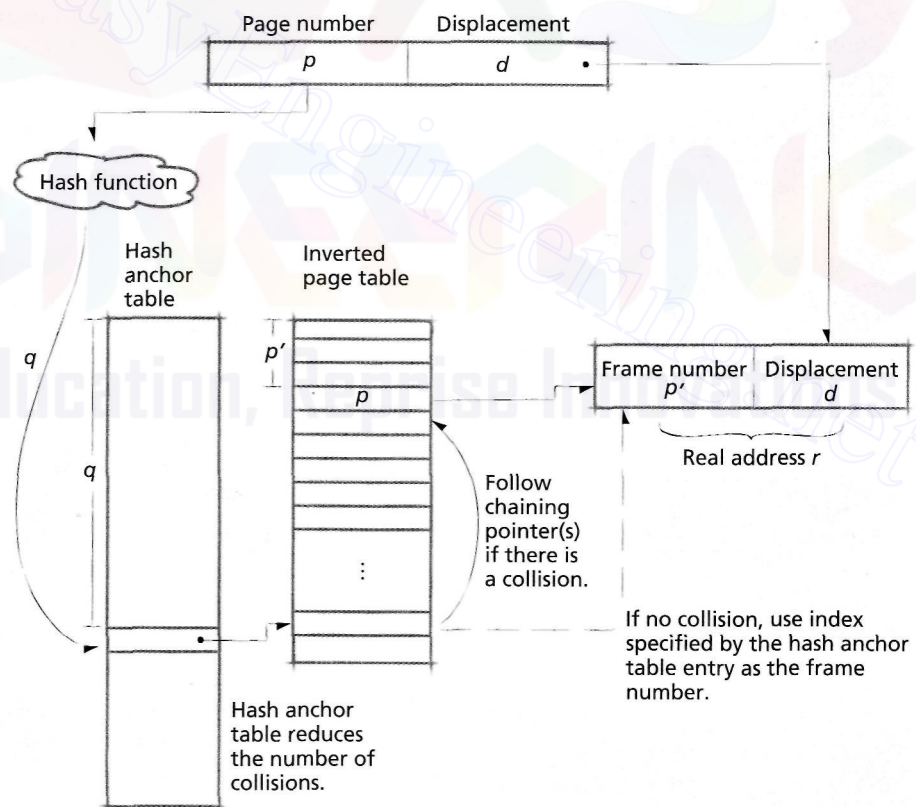 Page number
Displacement
p
d
Hash function
Hash
anchor
table
Inverted
page table
q
p'
q
p
Frame number
p'
Displacement
d
Real address r
Follow
chaining
pointer(s)
if there is
a collision.
⋮
If no collision, use index
specified by the hash anchor
table entry as the frame
number.
Hash anchor
table reduces
the number of
collisions.